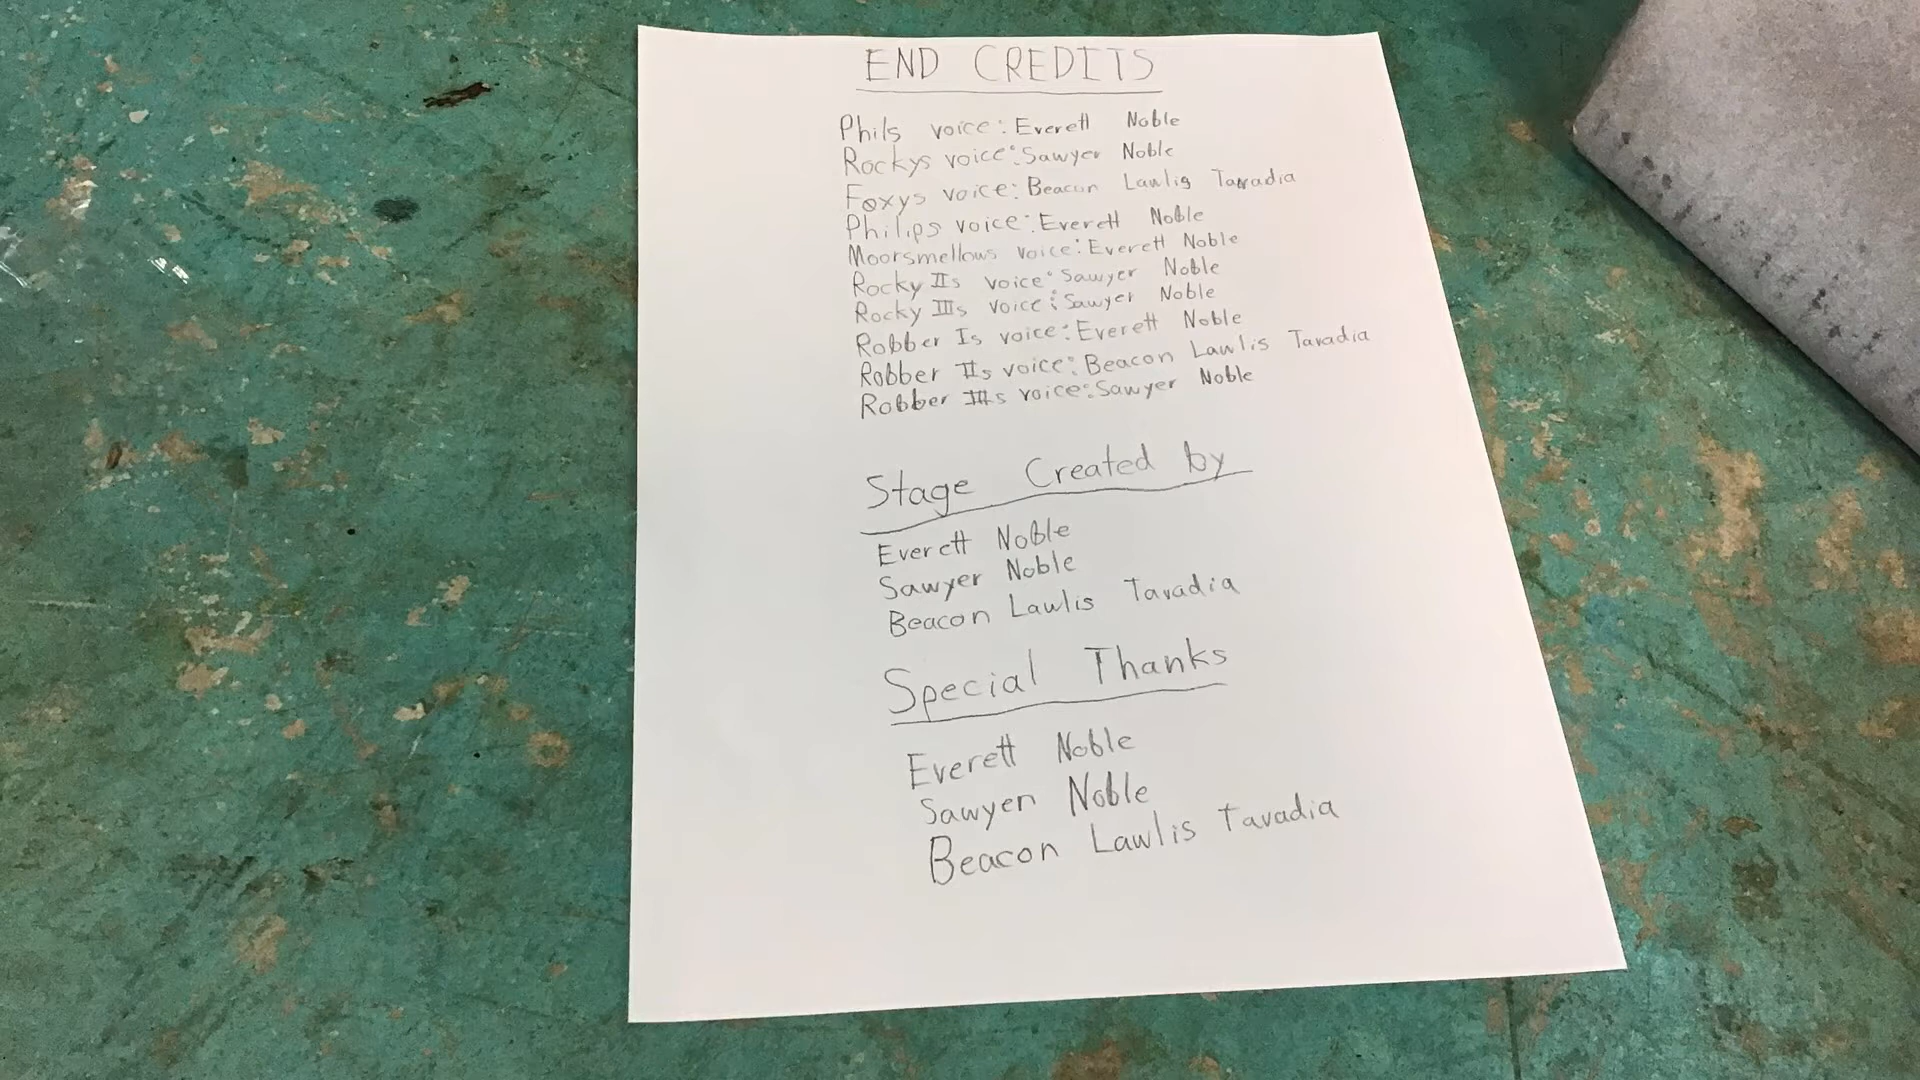 END CREDITS
Phils voice: Everett Noble
Rockys voice: Sawyer Noble
Foxys voice: Beacon Lawlis Tavadia
Philips voice: Everett Noble
Moorsmellows voice: Everett Noble
Rocky IIs voice: Sawyer Noble
Rocky IIIs voice: Sawyer Noble
Robber Is voice: Everett Noble
Robber IIs voice: Beacon Lawlis Tavadia
Robber IIIs voice: Sawyer Noble
Stage Created by
Everett Noble
Sawyer Noble
Beacon Lawlis Tavadia
Special Thanks
Everett Noble
Sawyer Noble
Beacon Lawlis Tavadia